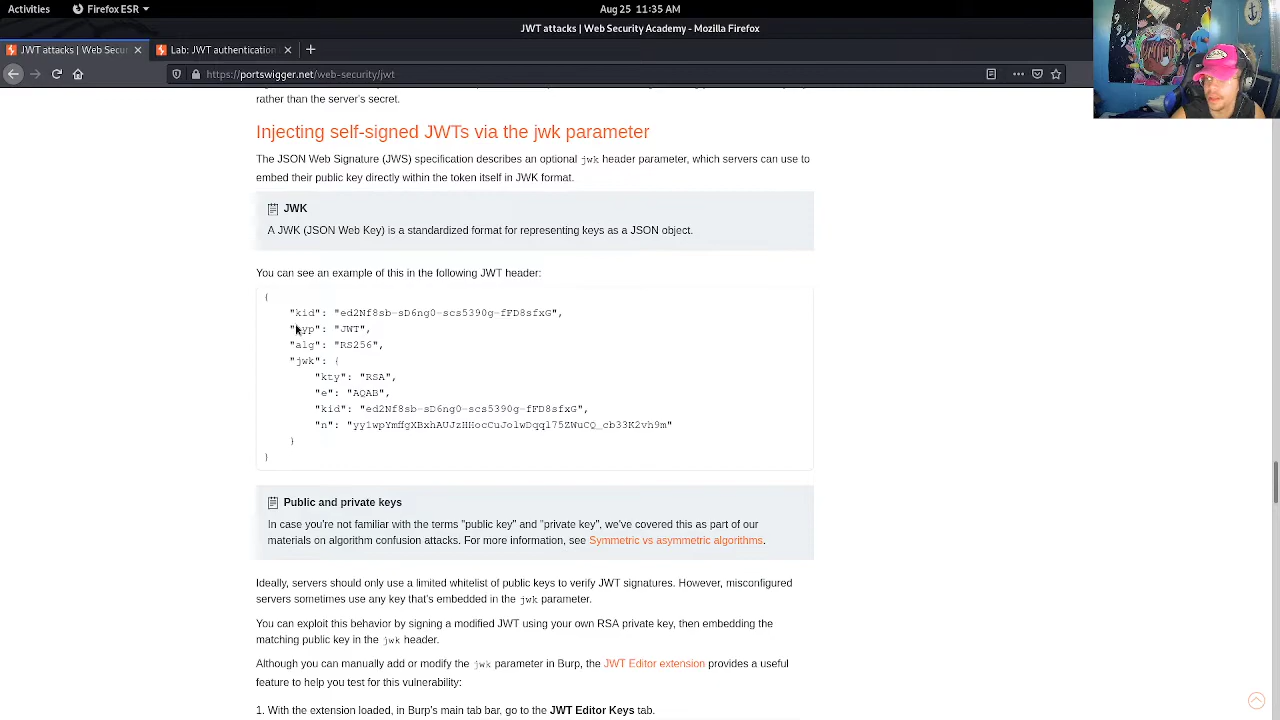 Activities
Firefox ESR
Aug 25 11:35 AM
JWT attacks | Web Security Academy - Mozilla Firefox
JWT attacks | Web Secur
Lab: JWT authentication
https://portswigger.net/web-security/jwt
rather than the server's secret.
Injecting self-signed JWTs via the jwk parameter
The JSON Web Signature (JWS) specification describes an optional jwk header parameter, which servers can use to
embed their public key directly within the token itself in JWK format.
JWK
A JWK (JSON Web Key) is a standardized format for representing keys as a JSON object.
You can see an example of this in the following JWT header:
{
"kid": "ed2Nf8sb-sD6ng0-scs5390g-fFD8sfxG",
"typ": "JWT",
"alg": "RS256",
"jwk": {
"kty": "RSA",
"e": "AQAB",
"kid": "ed2Nf8sb-sD6ng0-scs5390g-fFD8sfxG",
"n": "yy1wpYmffgXBxhAUJzHHocCuJolwDqql75ZWuCQ_cb33K2vh9m"
}
}
Public and private keys
In case you're not familiar with the terms "public key" and "private key", we've covered this as part of our
materials on algorithm confusion attacks. For more information, see Symmetric vs asymmetric algorithms.
Ideally, servers should only use a limited whitelist of public keys to verify JWT signatures. However, misconfigured
servers sometimes use any key that's embedded in the jwk parameter.
You can exploit this behavior by signing a modified JWT using your own RSA private key, then embedding the
matching public key in the jwk header.
Although you can manually add or modify the jwk parameter in Burp, the JWT Editor extension provides a useful
feature to help you test for this vulnerability:
1. With the extension loaded, in Burp's main tab bar, go to the JWT Editor Keys tab.